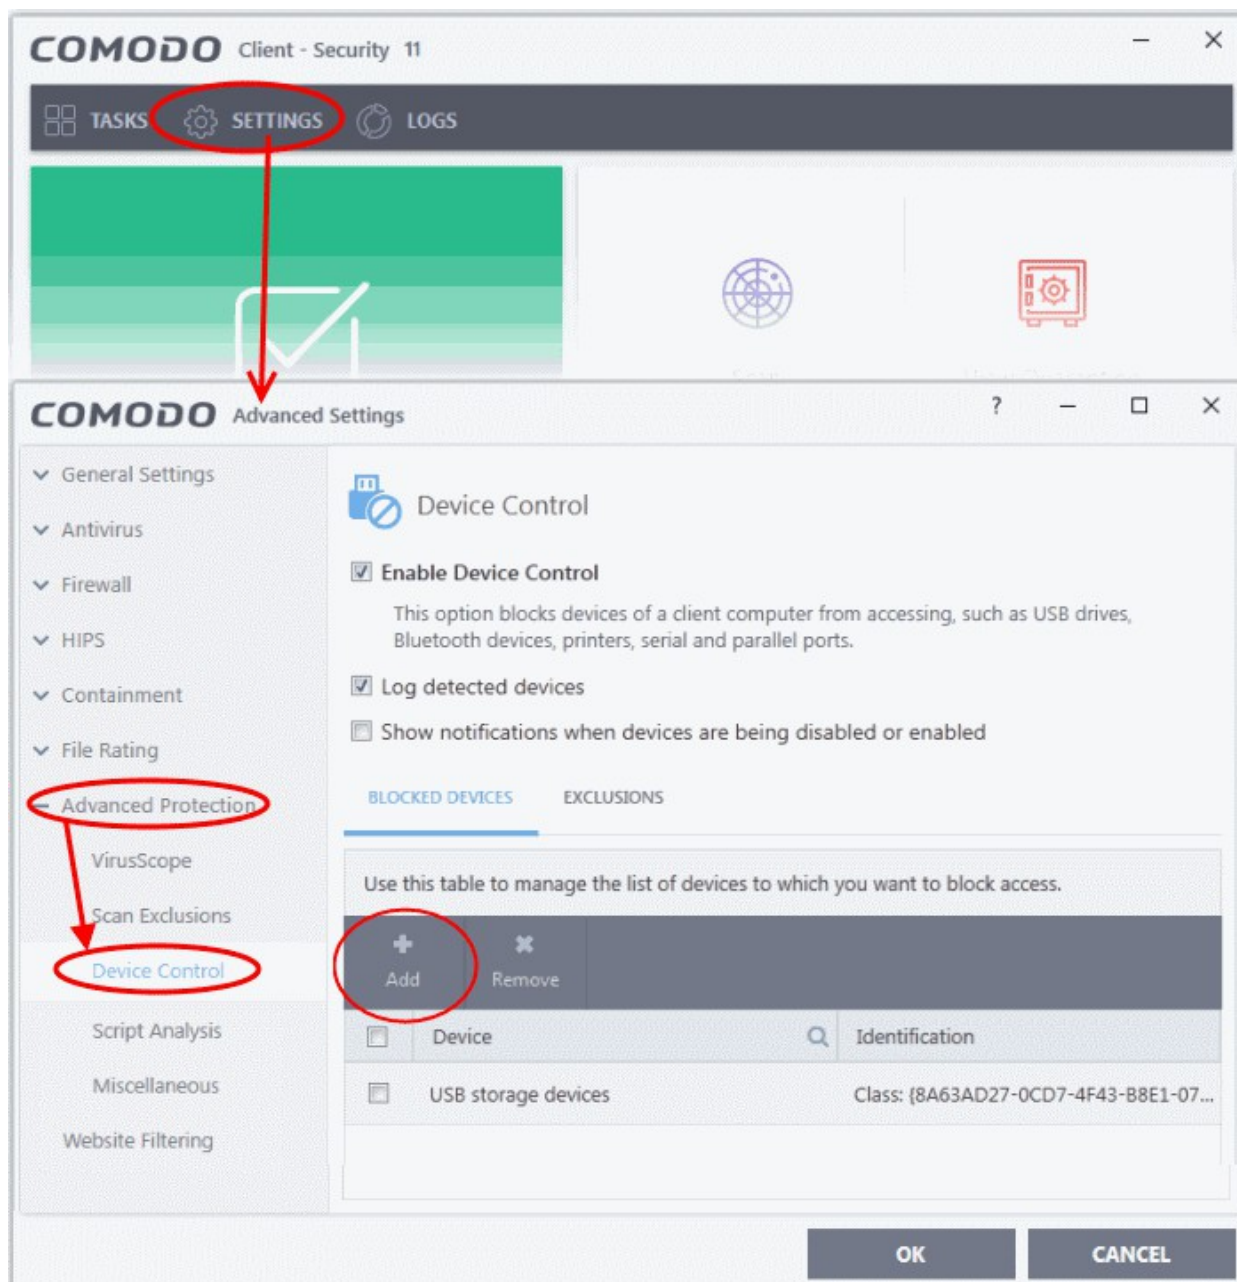 COMODO Client - Security 11
TASKS SETTINGS LOGS
COMODO Advanced Settings
?
General Settings
Antivirus
Firewall
HIPS
Containment
File Rating
Advanced Protection
VirusScope
Scan Exclusions
Device Control
Script Analysis
Miscellaneous
Website Filtering
Device Control
Enable Device Control
This option blocks devices of a client computer from accessing, such as USB drives,
Bluetooth devices, printers, serial and parallel ports.
Log detected devices
Show notifications when devices are being disabled or enabled
BLOCKED DEVICES EXCLUSIONS
Use this table to manage the list of devices to which you want to block access.
Add Remove
Device Identification
USB storage devices Class: {8A63AD27-0CD7-4F43-B8E1-07...
OK CANCEL